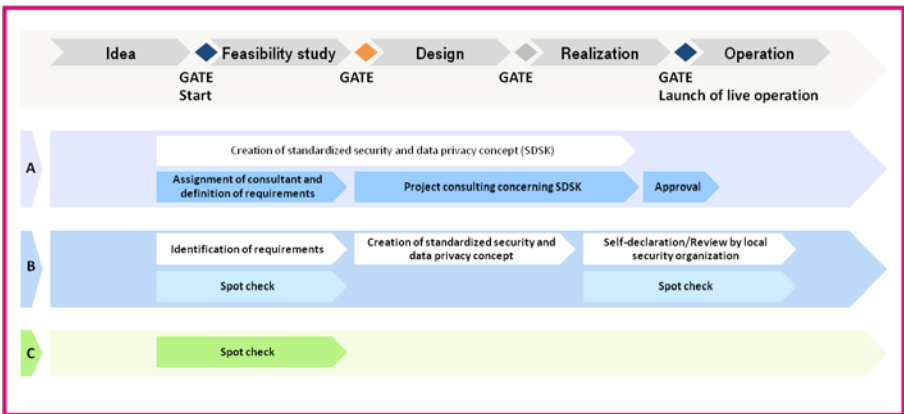 Idea
Feasibility study
Design
Realization
Operation
GATE
Start
GATE
GATE
GATE
Launch of live operation
A
Creation of standardized security and data privacy concept (SDSK)
Assignment of consultant and
definition of requirements
Project consulting concerning SDSK
Approval
B
Identification of requirements
Creation of standardized security and
data privacy concept
Self-declaration/Review by local
security organization
Spot check
Spot check
C
Spot check